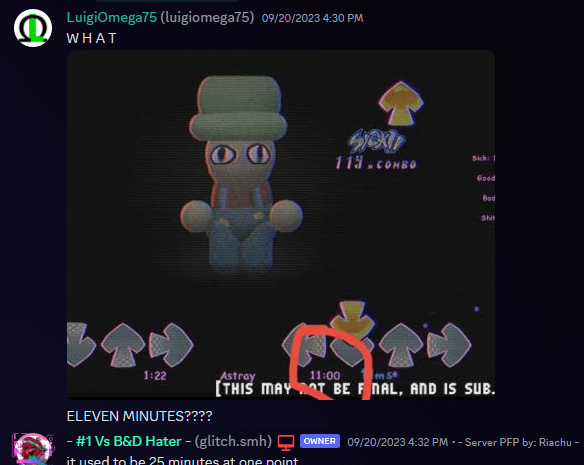 LuigiOmega75 (luigiomega75) 09/20/2023 4:30 PM
W H A T
SICK!!
119.COMBO
Sick:
Good
Bad
Shit
1:22
Astray
11:00
[THIS MAY NOT BE FINAL, AND IS SUB.
ELEVEN MINUTES????
- #1 Vs B&D Hater - (glitch.smh) OWNER 09/20/2023 4:32 PM • - Server PFP by: Riachu -
it used to be 25 minutes at one point